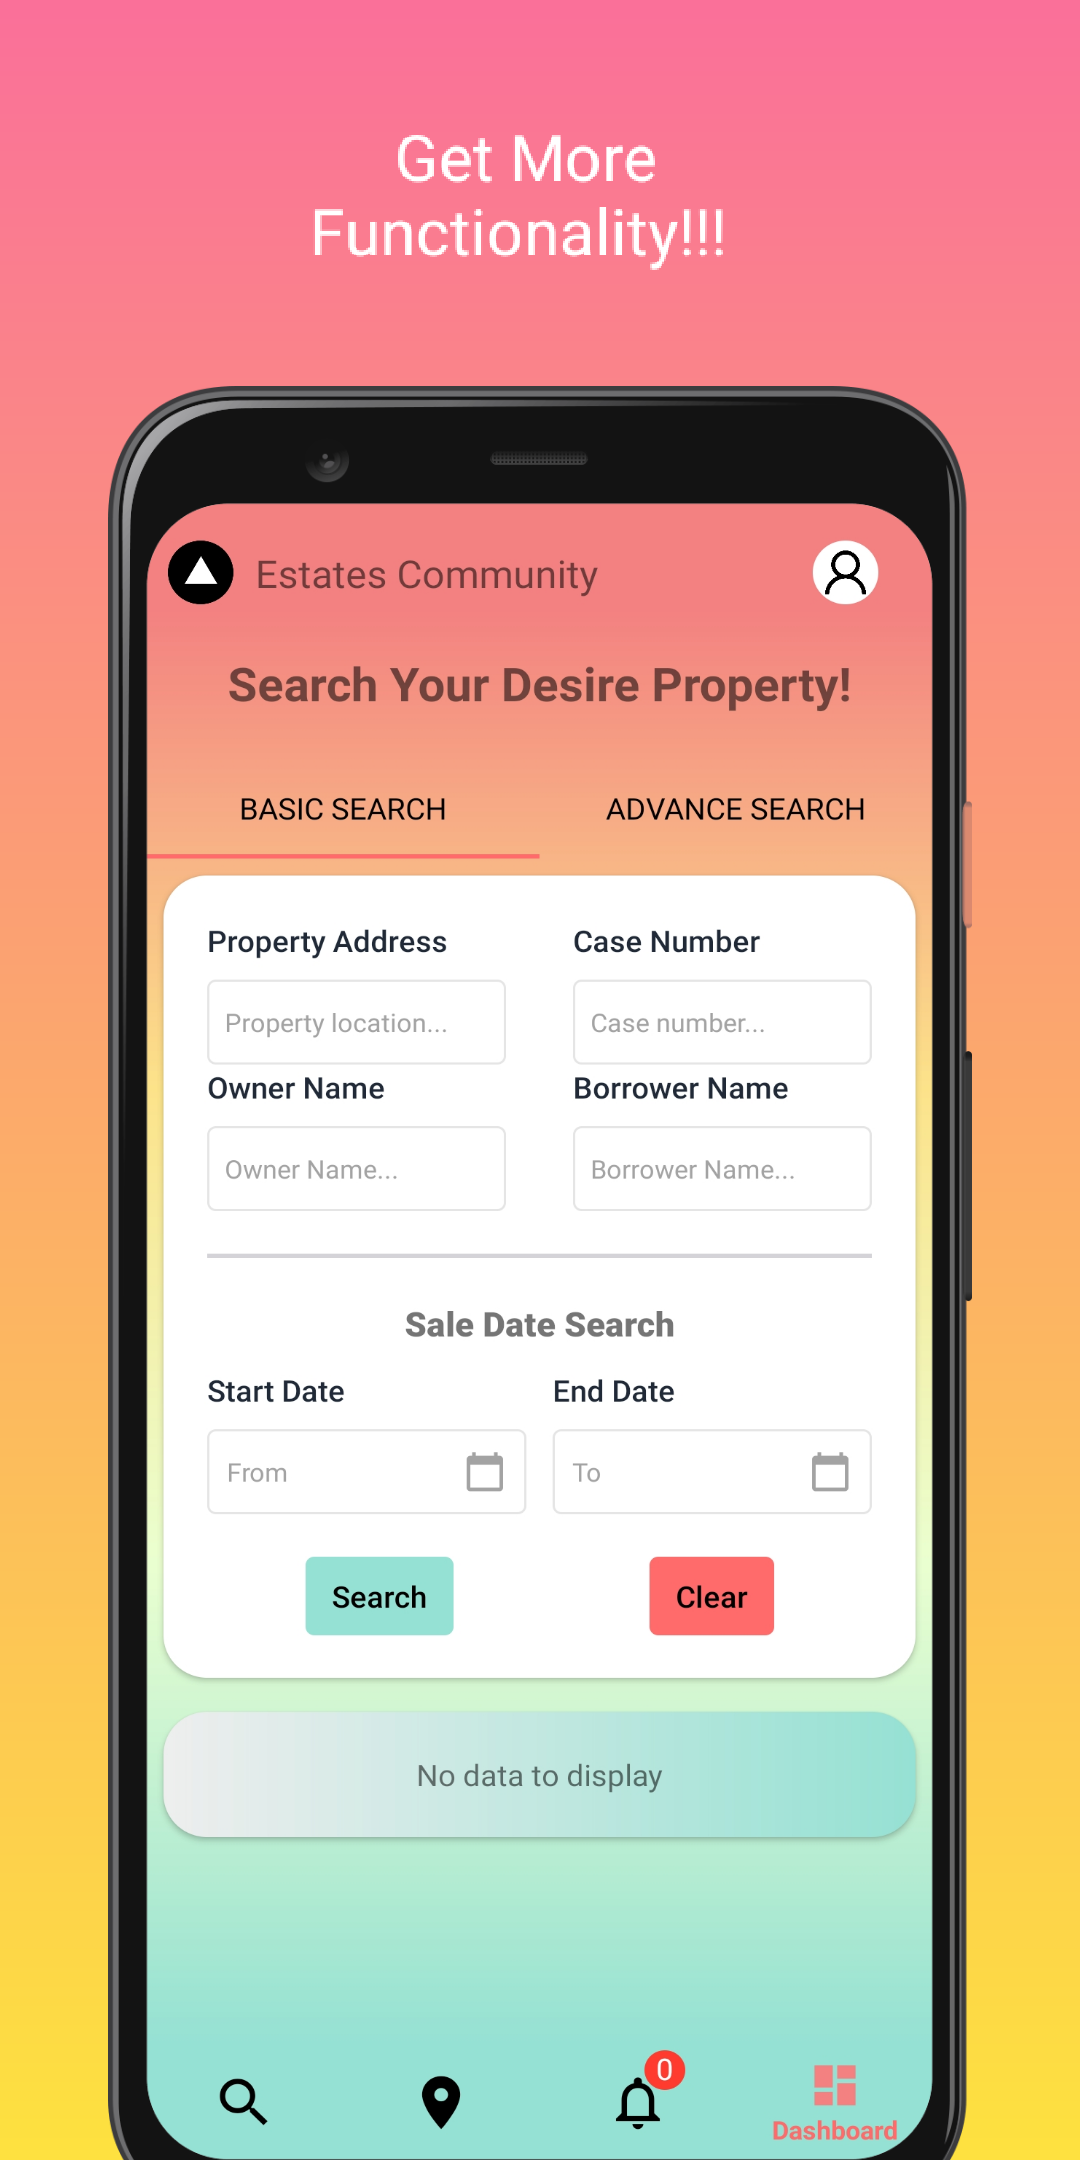 Get More
Functionality!!!
Estates Community
Search Your Desire Property!
BASIC SEARCH
ADVANCE SEARCH
Property Address
Case Number
Property location...
Case number...
Owner Name
Borrower Name
Owner Name...
Borrower Name...
Sale Date Search
Start Date
End Date
From
To
Search
Clear
No data to display
0
Dashboard